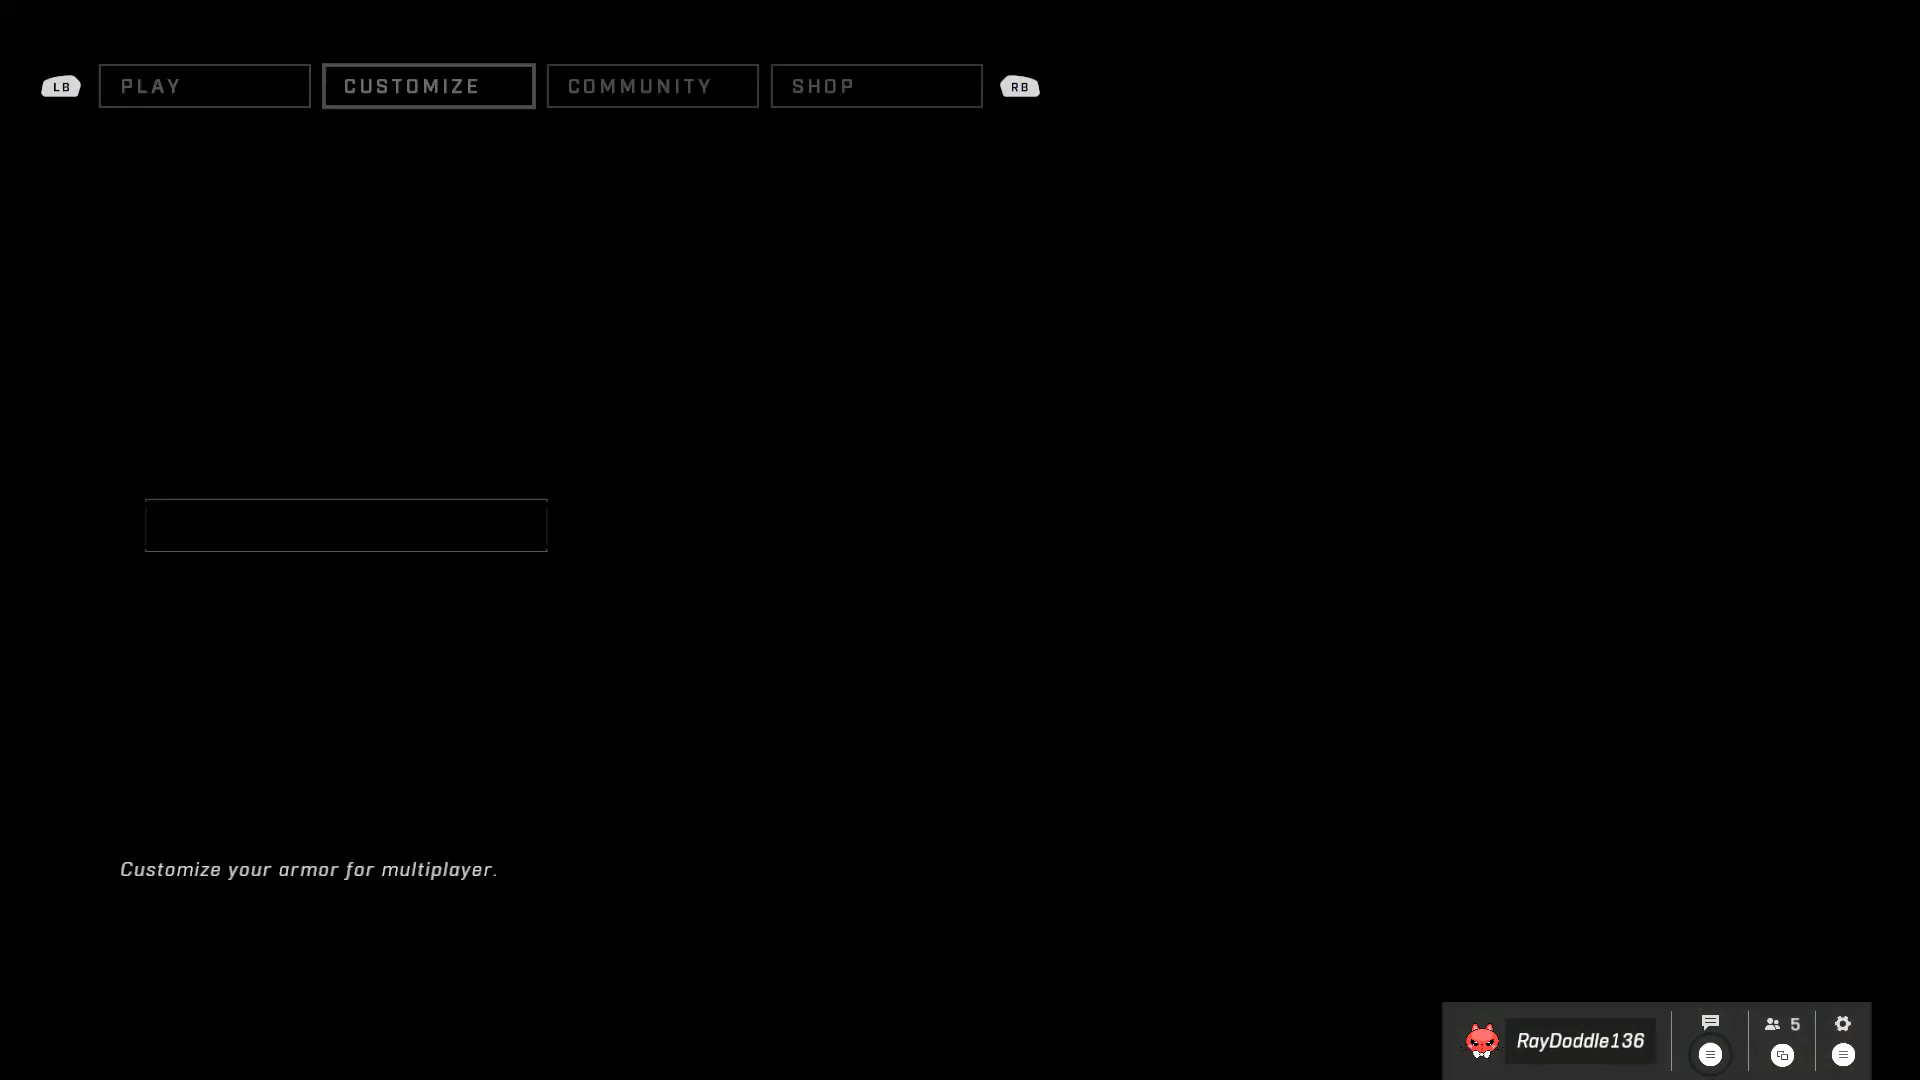 LB PLAY CUSTOMIZE COMMUNITY SHOP RB
Customize your armor for multiplayer.
RayDoddle136 5